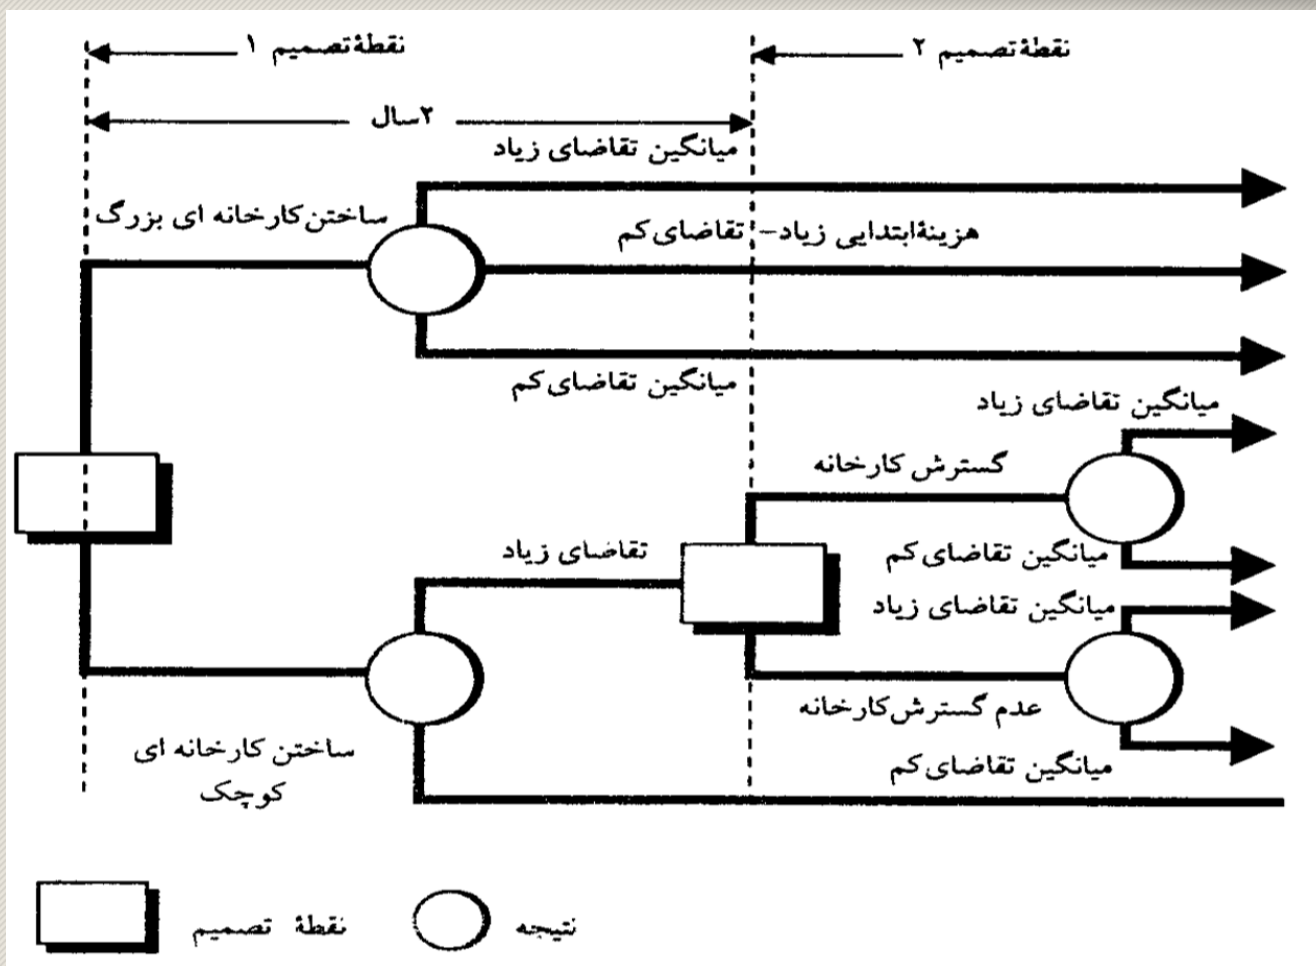 نقطهٔ تصمیم ۱
نقطهٔ تصمیم ۲
۲سال
میانگین تقاضای زیاد
ساختن کارخانه ای بزرگ
هزینهٔ ابتدایی زیاد- تقاضای کم
میانگین تقاضای کم
میانگین تقاضای زیاد
گسترش کارخانه
تقاضای زیاد
میانگین تقاضای کم
میانگین تقاضای زیاد
عدم گسترش کارخانه
ساختن کارخانه ای
کوچک
میانگین تقاضای کم
نقطهٔ تصمیم
نتیجه